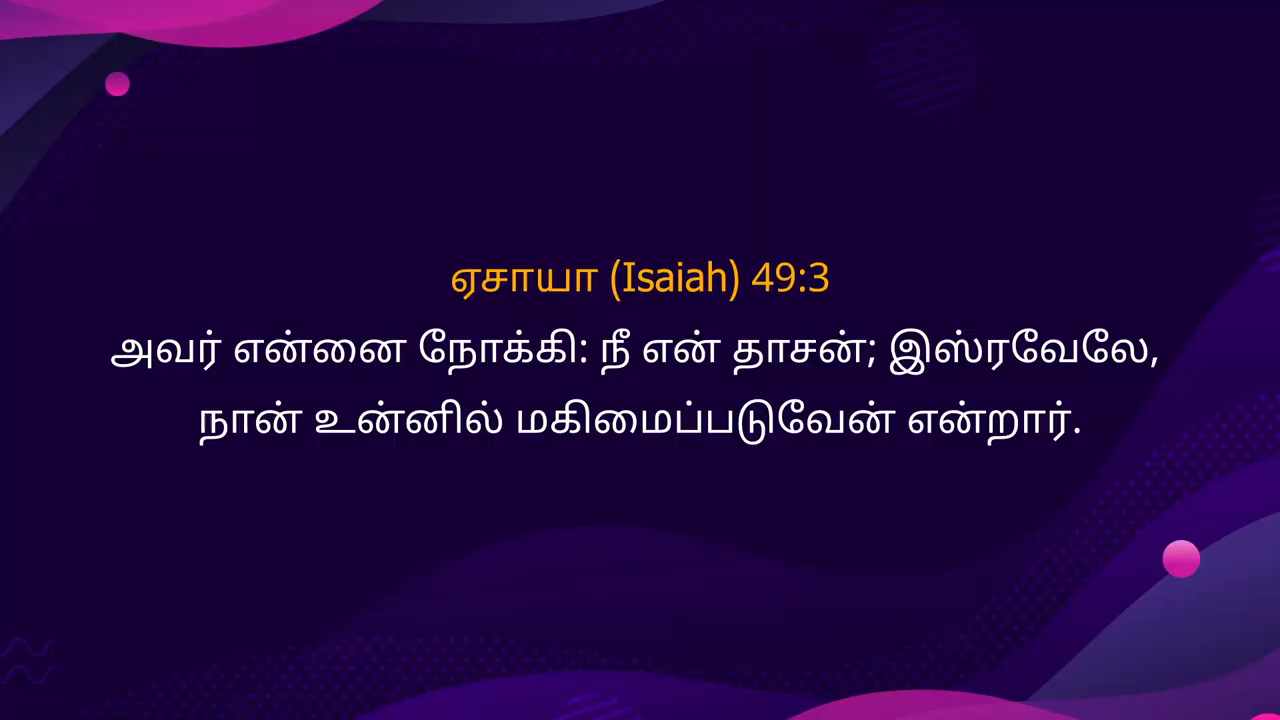 ஏசாயா (Isaiah) 49:3
அவர் என்னை நோக்கி: நீ என் தாசன்; இஸ்ரவேலே,
நான் உன்னில் மகிமைப்படுவேன் என்றார்.